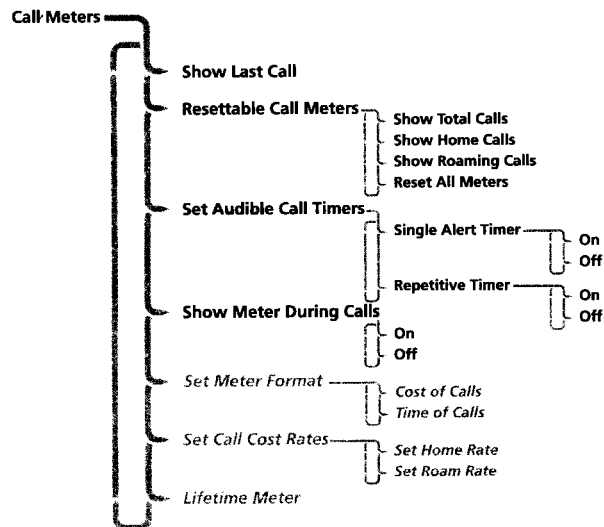 Call Meters
Show Last Call
Resettable Call Meters
Show Total Calls
Show Home Calls
Show Roaming Calls
Reset All Meters
Set Audible Call Timers
Single Alert Timer
On
Off
Repetitive Timer
On
Off
Show Meter During Calls
On
Off
Set Meter Format
Cost of Calls
Time of Calls
Set Call Cost Rates
Set Home Rate
Set Roam Rate
Lifetime Meter